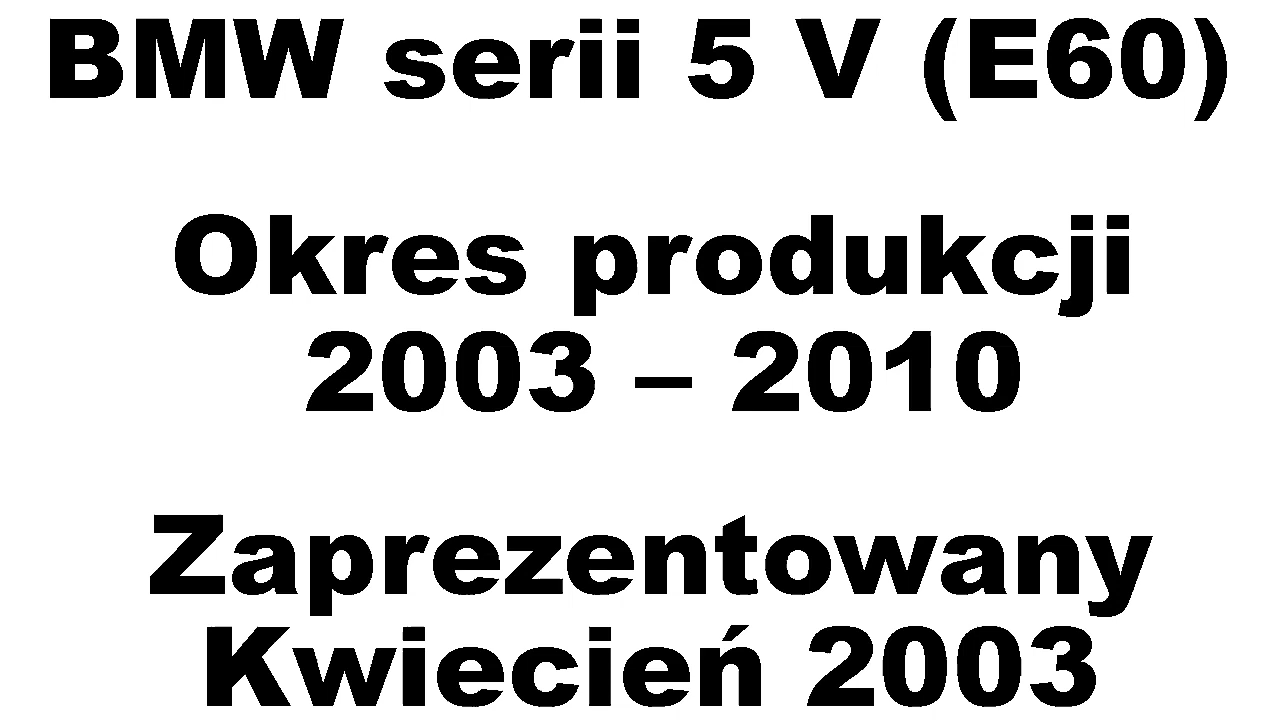 BMW serii 5 V (E60)
Okres produkcji
2003 – 2010
Zaprezentowany
Kwiecień 2003